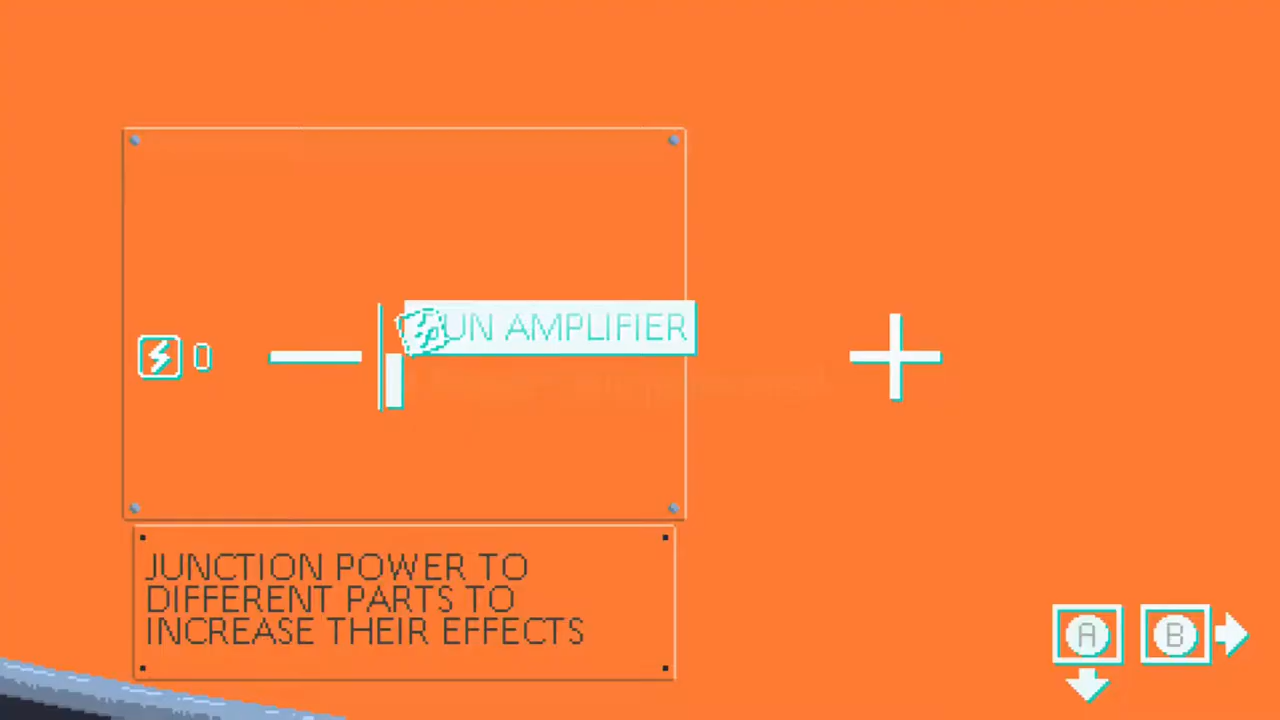 UN AMPLIFIER
0
JUNCTION POWER TO
DIFFERENT PARTS TO
INCREASE THEIR EFFECTS
A B